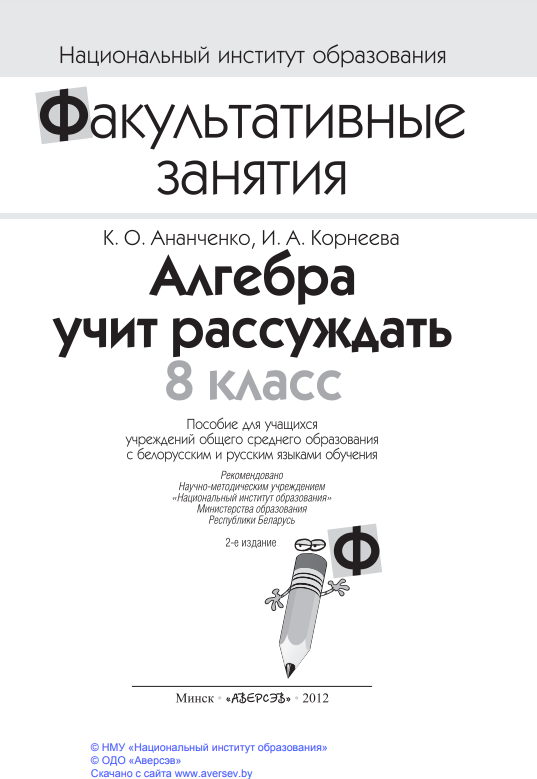 Национальный институт образования
Факультативные
занятия
К. О. Ананченко, И. А. Корнеева
Алгебра
учит рассуждать
8 класс
Пособие для учащихся
учреждений общего среднего образования
с белорусским и русским языками обучения
Рекомендовано
Научно-методическим учреждением
«Национальный институт образования»
Министерства образования
Республики Беларусь
2-е издание
Ф
Минск • «АВЕРСЭВ» • 2012
© НМУ «Национальный институт образования»
© ОДО «Аверсэв»
Скачано с сайта www.aversev.by